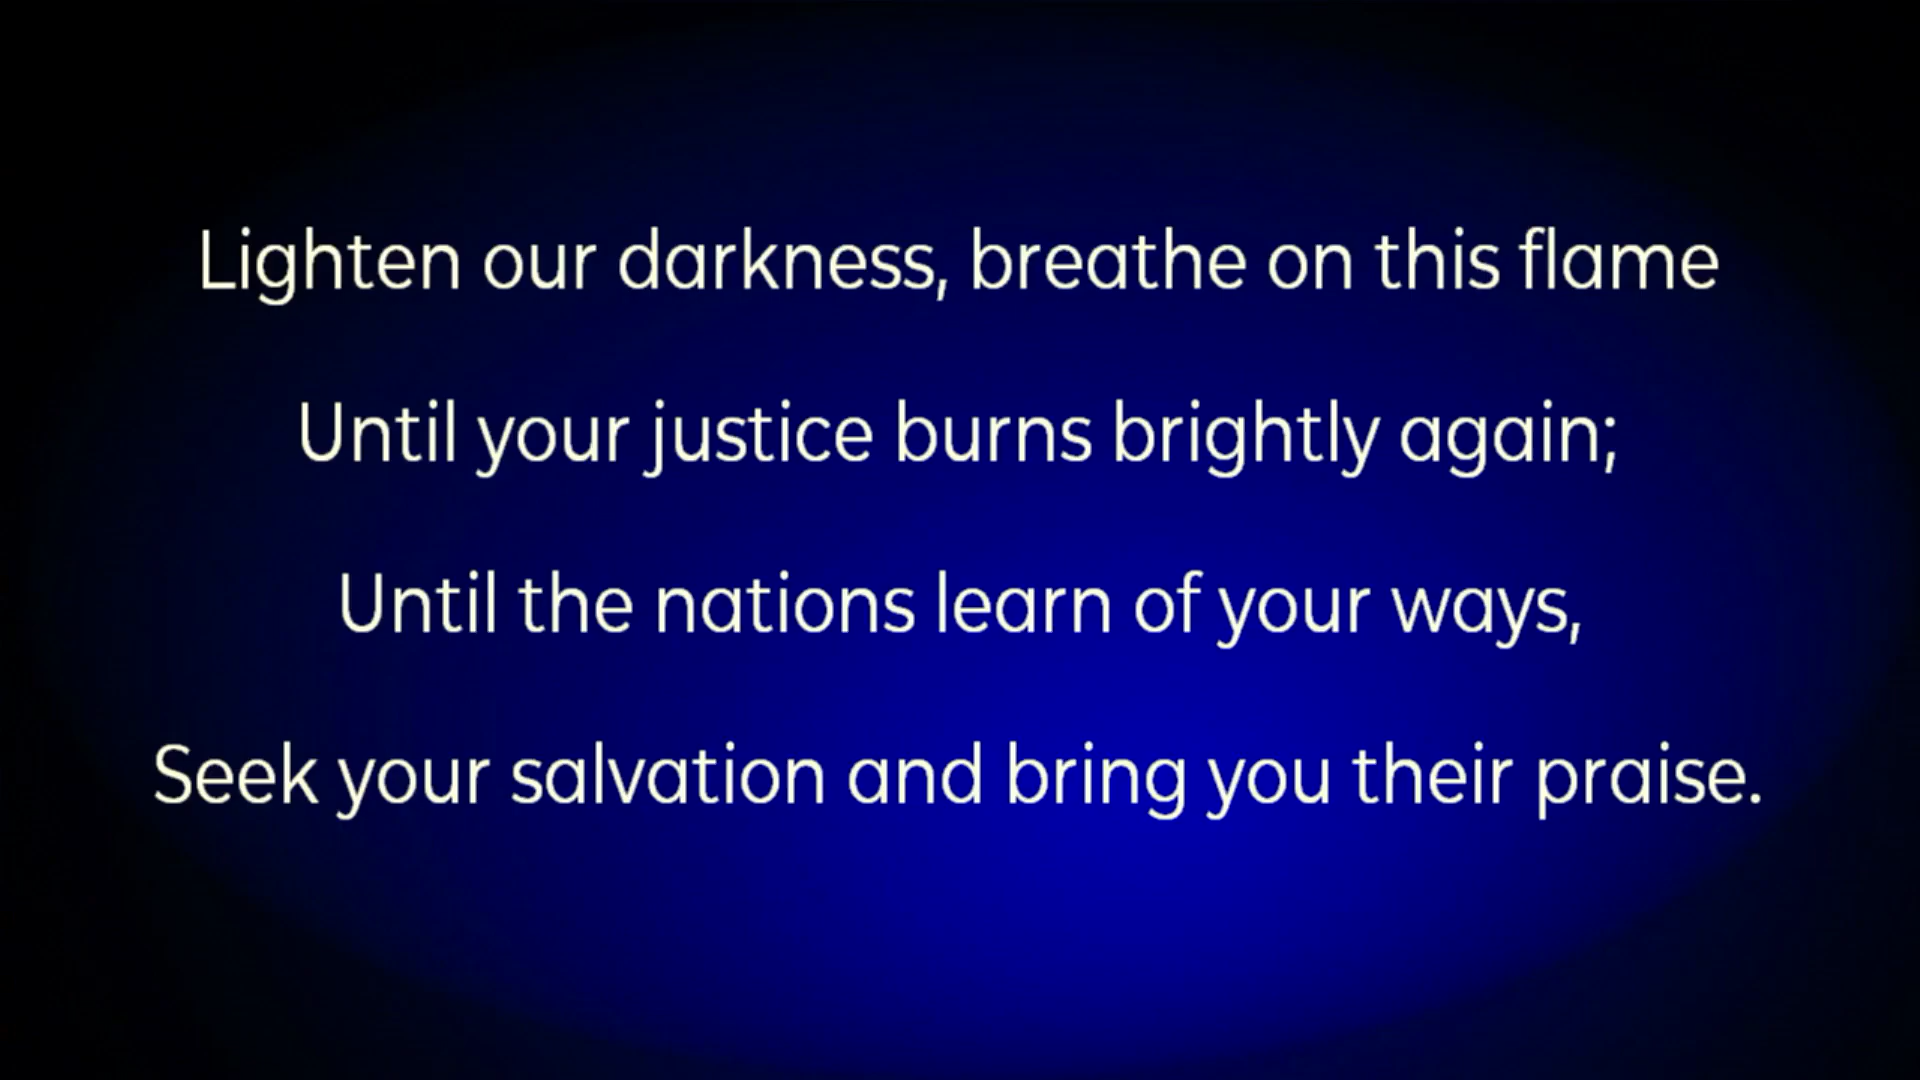 Lighten our darkness, breathe on this flame
Until your justice burns brightly again;
Until the nations learn of your ways,
Seek your salvation and bring you their praise.